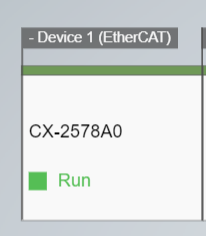 - Device 1 (EtherCAT)
CX-2578A0
Run